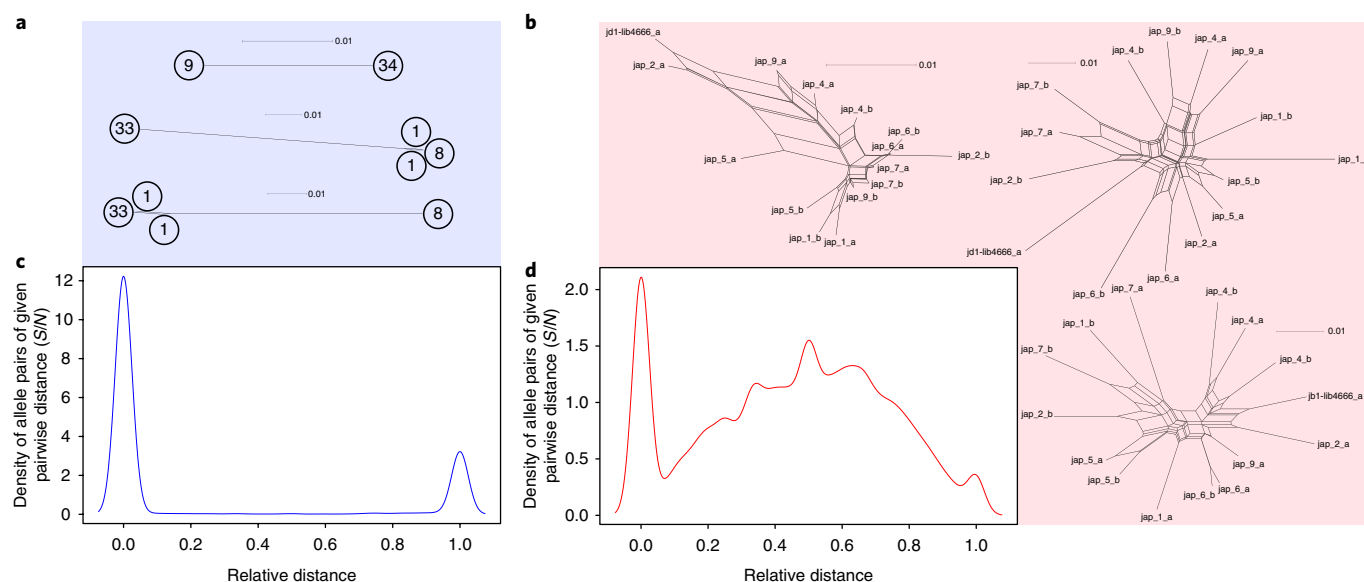 a
0.01
9
34
0.01
33
1
1
8
0.01
33
1
1
8
b
jd1-lib4666_a
jap_2_a
jap_9_a
0.01
jap_4_a
jap_4_b
jap_6_b
jap_6_a
jap_2_b
jap_5_a
jap_7_a
jap_7_b
jap_5_b
jap_9_b
jap_1_b
jap_1_a
jap_9_b
jap_4_a
jap_4_b
jap_9_a
0.01
jap_7_b
jap_1_b
jap_7_a
jap_1_
jap_2_b
jap_5_b
jap_5_a
jd1-lib4666_a
jap_2_a
jap_6_a
jap_6_b
jap_7_a
jap_4_b
jap_1_b
jap_4_a
0.01
jap_7_b
jap_4_b
jb1-lib4666_a
jap_2_b
jap_2_a
jap_5_a
jap_9_a
jap_5_b
jap_6_a
jap_6_b
jap_1_a
c
Density of allele pairs of given
pairwise distance (S/N)
12
10
8
6
4
2
0
0.0 0.2 0.4 0.6 0.8 1.0
Relative distance
d
Density of allele pairs of given
pairwise distance (S/N)
2.0
1.5
1.0
0.5
0.0
0.0 0.2 0.4 0.6 0.8 1.0
Relative distance